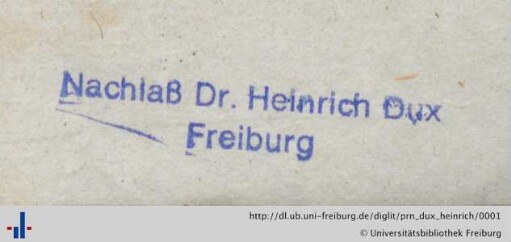 Nachlaß Dr. Heinrich Dux
Freiburg
http://dl.ub.uni-freiburg.de/diglit/prn_dux_heinrich/0001
© Universitätsbibliothek Freiburg